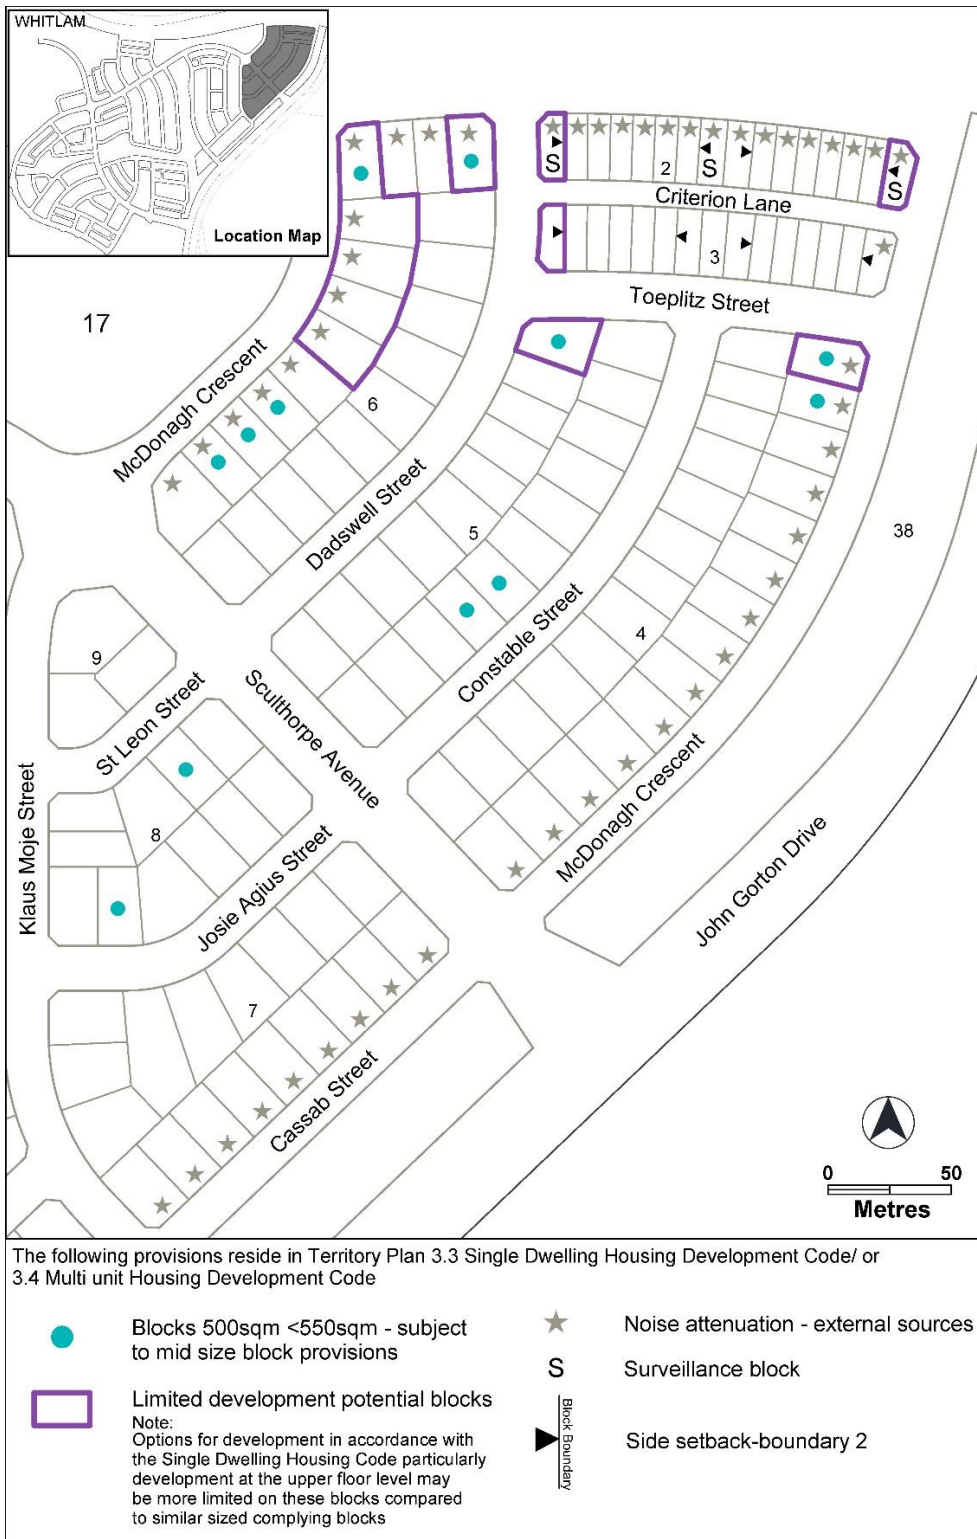 WHITLAM
Location Map
17
2
Criterion Lane
3
Toeplitz Street
S
S
S
McDonagh Crescent
6
Dadswell Street
5
38
Constable Street
4
9
St Leon Street
Sculthorpe Avenue
Klaus Moje Street
8
Josie Agius Street
McDonagh Crescent
John Gorton Drive
7
Cassab Street
0 50
Metres
The following provisions reside in Territory Plan 3.3 Single Dwelling Housing Development Code/ or
3.4 Multi unit Housing Development Code
Blocks 500sqm <550sqm - subject
to mid size block provisions
Limited development potential blocks
Note:
Options for development in accordance with
the Single Dwelling Housing Code particularly
development at the upper floor level may
be more limited on these blocks compared
to similar sized complying blocks
Noise attenuation - external sources
S Surveillance block
Block Boundary
Side setback-boundary 2